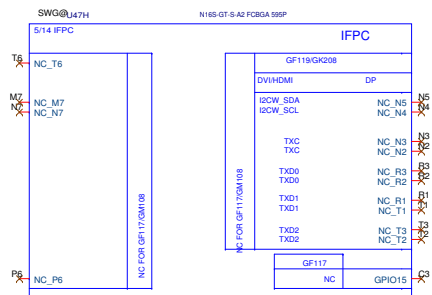 SWG@
U47H
N16S-GT-S-A2 FCBGA 595P
5/14 IFPC
IFPC
GF119/GK208
DVI/HDMI DP
T6 NC_T6
M7 NC_M7
N7 NC_N7
I2CW_SDA NC_N5 N5
I2CW_SCL NC_N4 N4
TXC NC_N3 N3
TXC NC_N2 N2
TXD0 NC_R3 R3
TXD0 NC_R2 R2
TXD1 NC_R1 R1
TXD1 NC_T1 T1
TXD2 NC_T3 T3
TXD2 NC_T2 T2
NC FOR GF117/GM108
NC FOR GF117/GM108
GF117
P6 NC_P6
NC GPIO15 C3